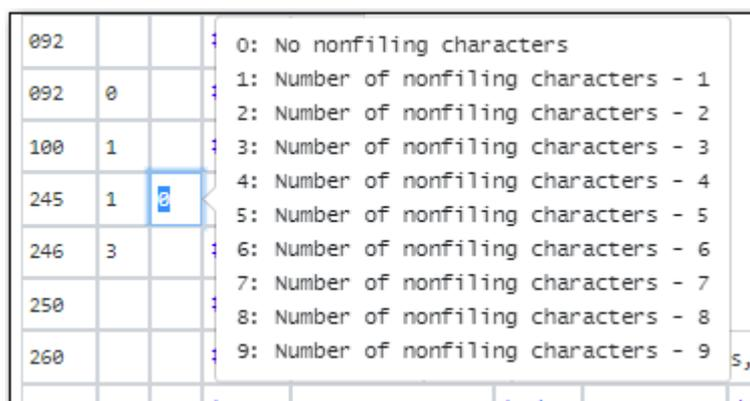 092
092 0
100 1
245 1 0
246 3
250
260
0: No nonfiling characters
1: Number of nonfiling characters - 1
2: Number of nonfiling characters - 2
3: Number of nonfiling characters - 3
4: Number of nonfiling characters - 4
5: Number of nonfiling characters - 5
6: Number of nonfiling characters - 6
7: Number of nonfiling characters - 7
8: Number of nonfiling characters - 8
9: Number of nonfiling characters - 9
s,